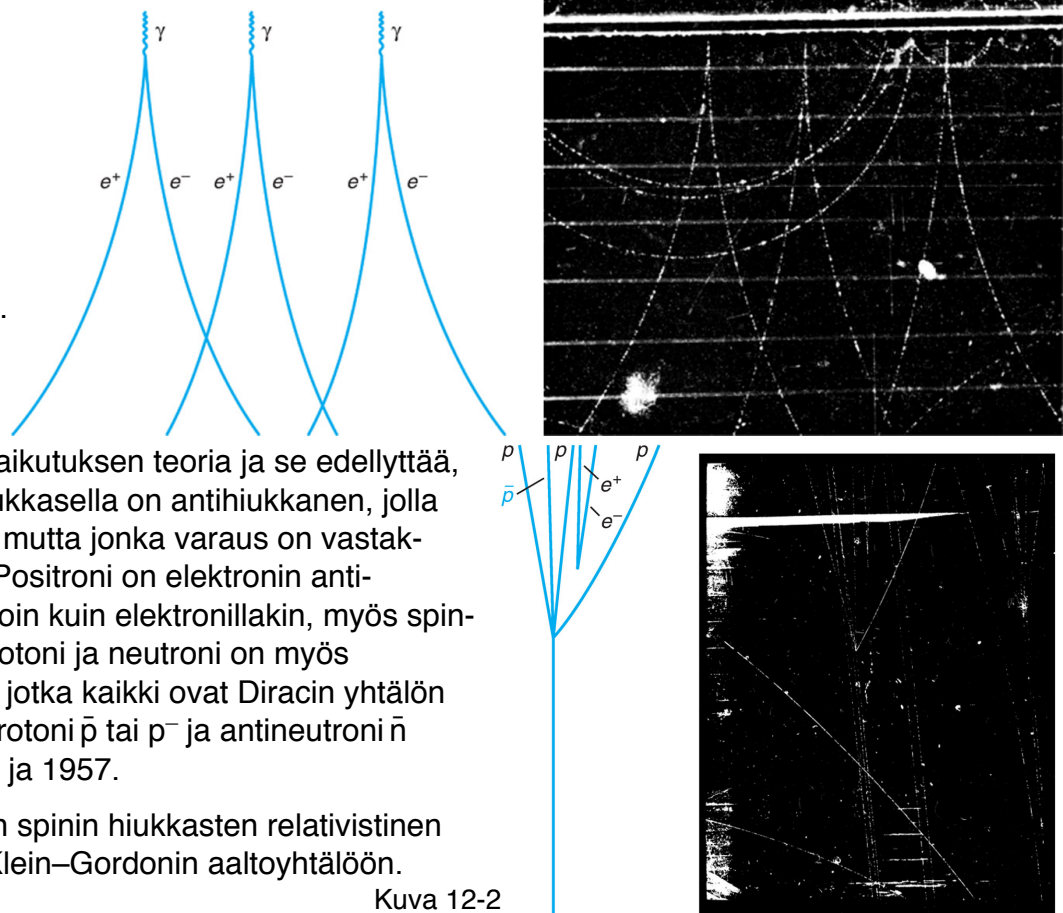 γ γ γ
e⁺ e⁻ e⁺ e⁻ e⁺ e⁻
.
aikutuksen teoria ja se edellyttää,
ukkasella on antihiukkanen, jolla
mutta jonka varaus on vastak-
Positroni on elektronin anti-
oin kuin elektronillakin, myös spin-
otoni ja neutroni on myös
jotka kaikki ovat Diracin yhtälön
rotoni p̄ tai p⁻ ja antineutroni n̄
ja 1957.
n spinin hiukkasten relativistinen
Klein–Gordonin aaltoyhtälöön.
Kuva 12-2
p p p
p̄ e⁺
e⁻